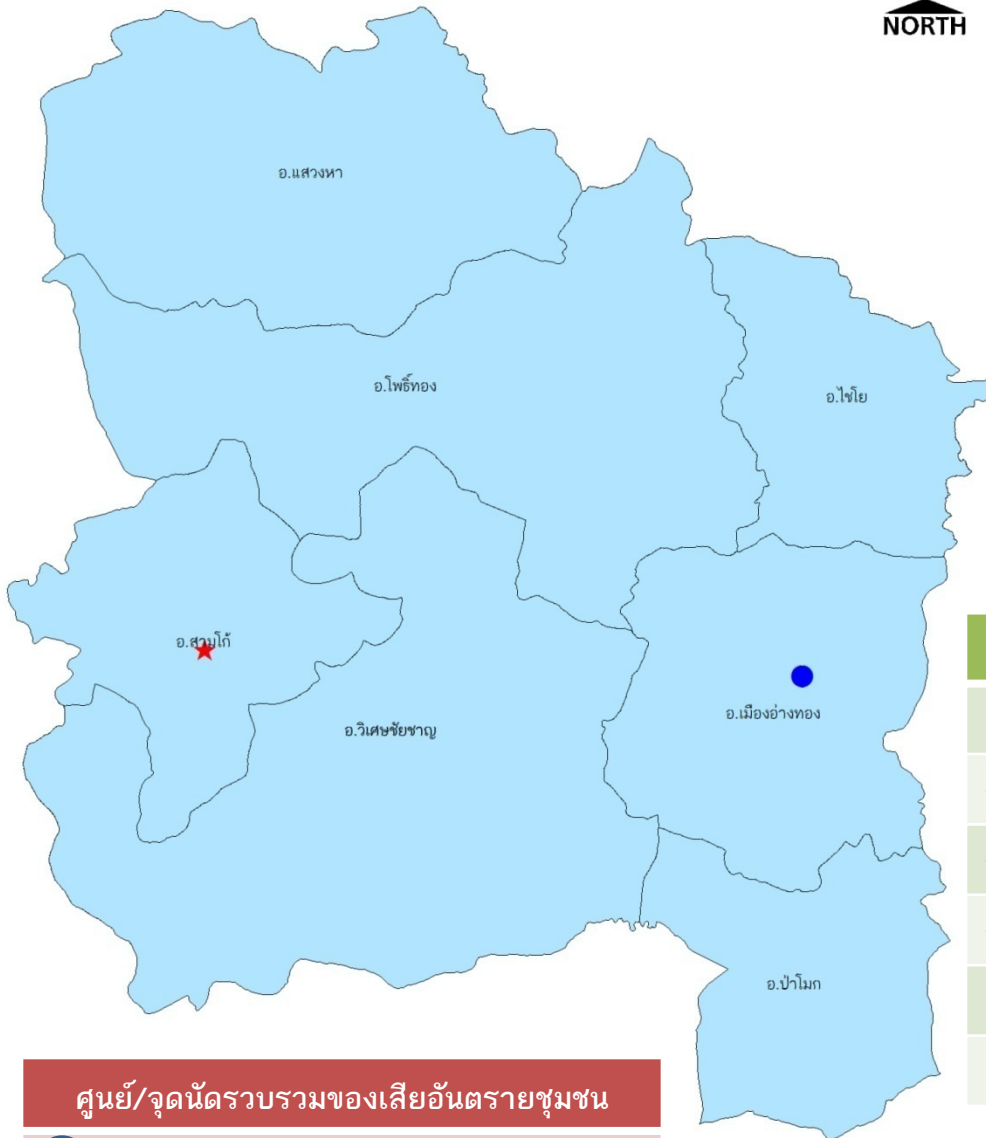 NORTH
อ.แสวงหา
อ.โพธิ์ทอง
อ.ไชโย
อ.สามโก้
อ.วิเศษชัยชาญ
อ.เมืองอ่างทอง
อ.ป่าโมก
ศูนย์/จุดนัดรวบรวมของเสียอันตรายชุมชน